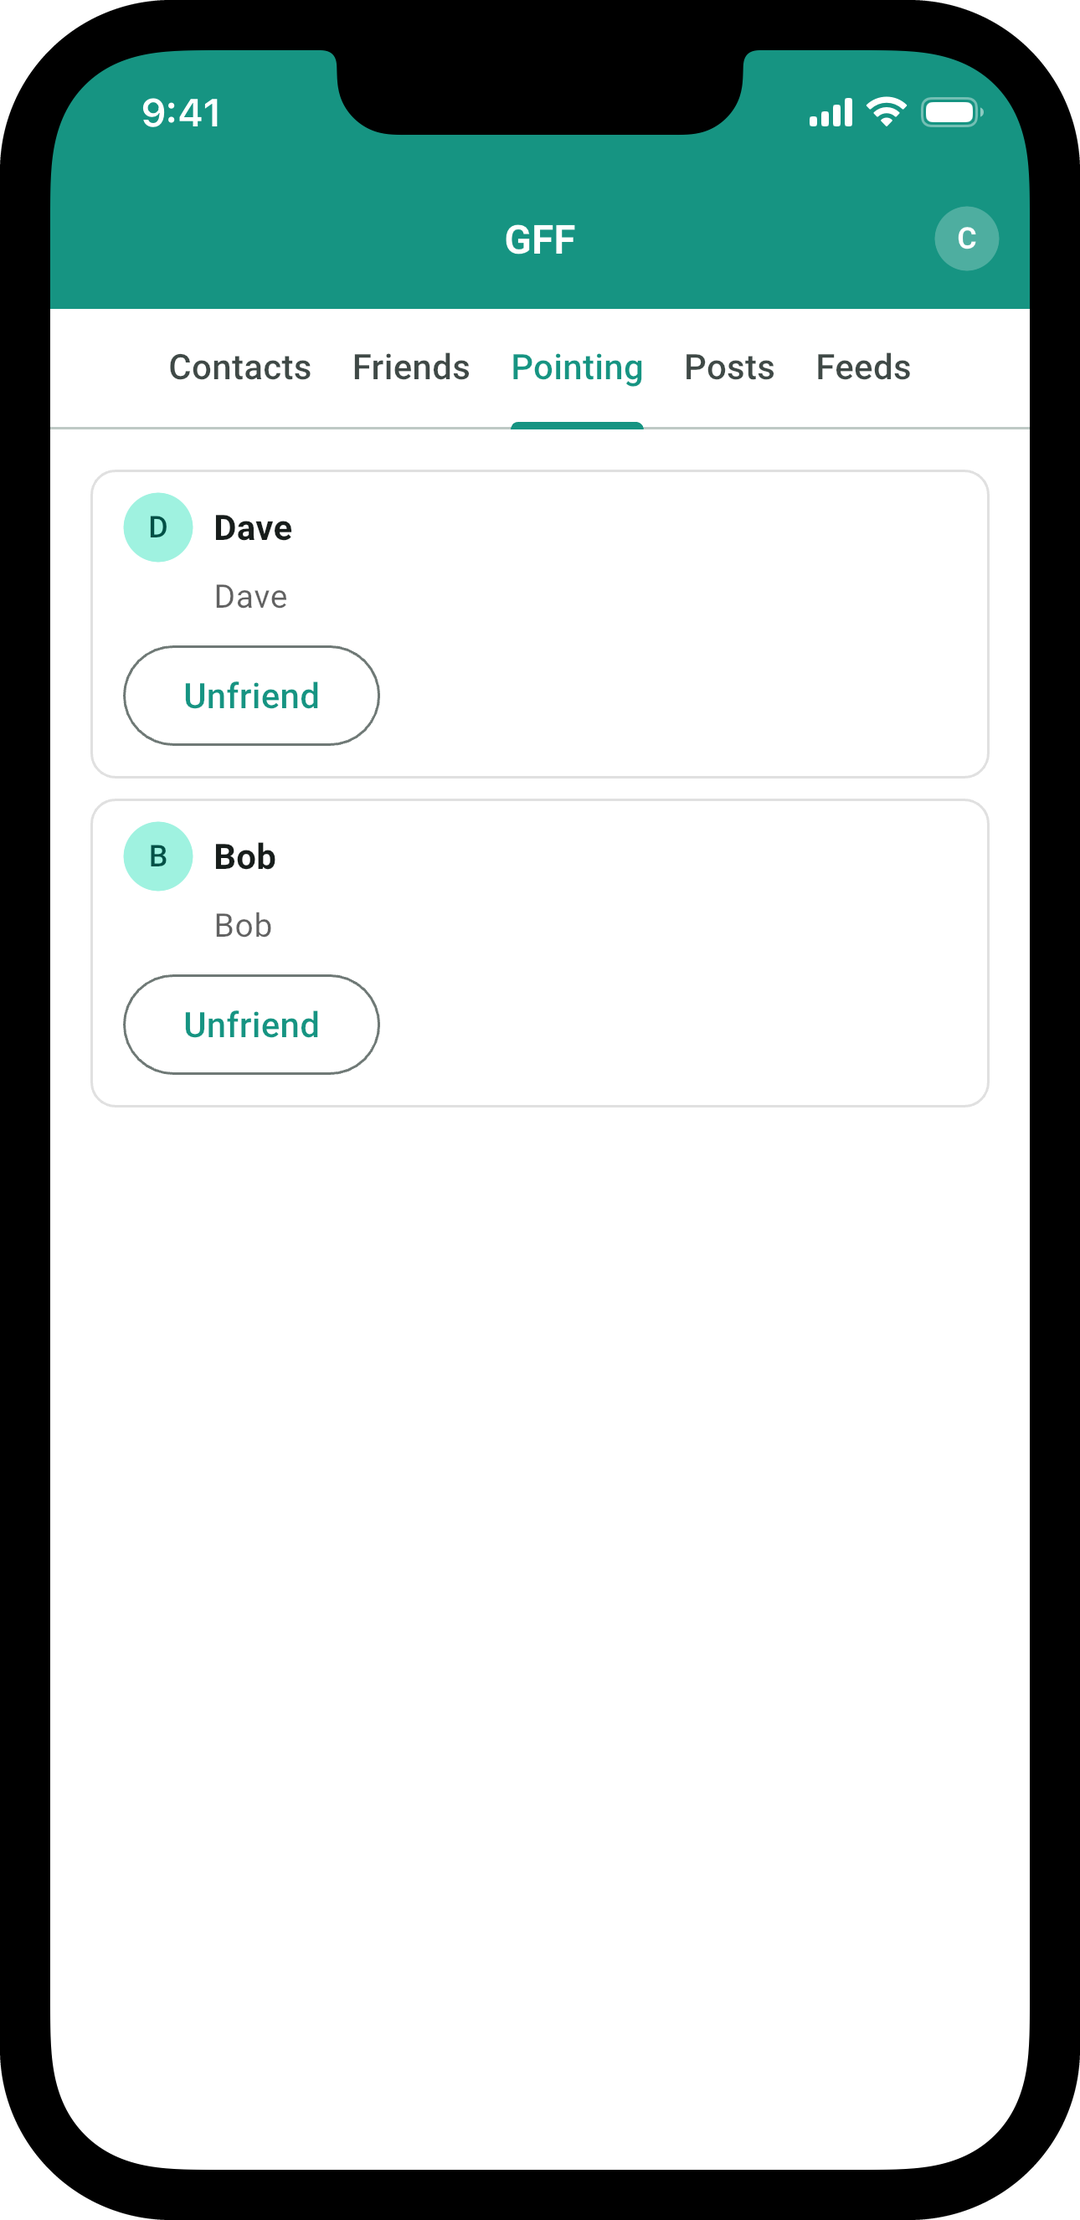 9:41
GFF
C
Contacts Friends Pointing Posts Feeds
D Dave
Dave
Unfriend
B Bob
Bob
Unfriend